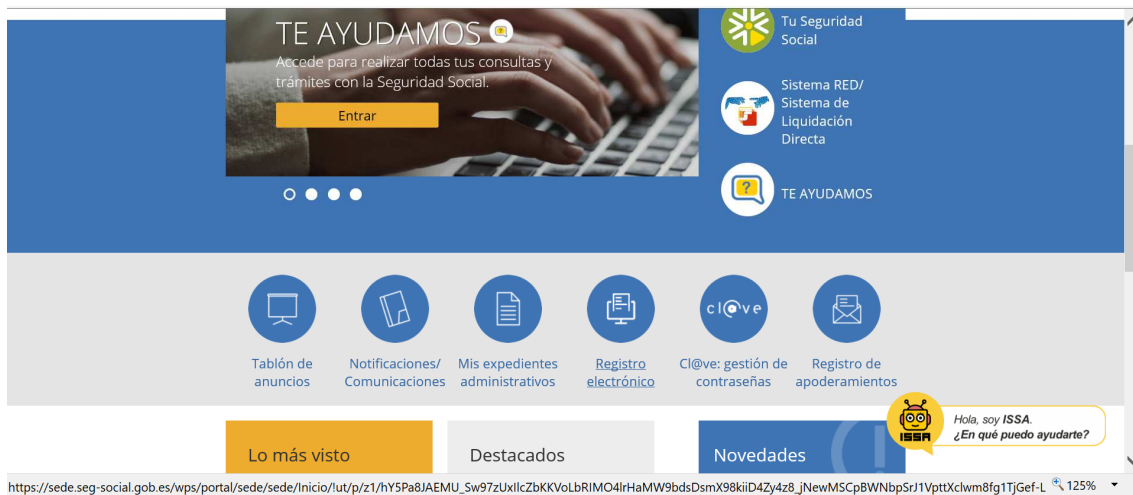 TE AYUDAMOS
Accede para realizar todas tus consultas y
trámites con la Seguridad Social.
Entrar
Tu Seguridad
Social
Sistema RED/
Sistema de
Liquidación
Directa
TE AYUDAMOS
cl@ve
Tablón de
anuncios
Notificaciones/
Comunicaciones
Mis expedientes
administrativos
Registro
electrónico
Cl@ve: gestión de
contraseñas
Registro de
apoderamientos
ISSA
Hola, soy ISSA.
¿En qué puedo ayudarte?
Lo más visto
Destacados
Novedades
https://sede.seg-social.gob.es/wps/portal/sede/sede/Inicio/!ut/p/z1/hY5Pa8JAEMU_Sw97zUxIlcZbKKVoLbRIMO4lrHaMW9bdsDsmX98kiiD4Zy4z8_jNewMSCpBWNbpSrJ1VpttXclwm8fg1TjGef-L 125%